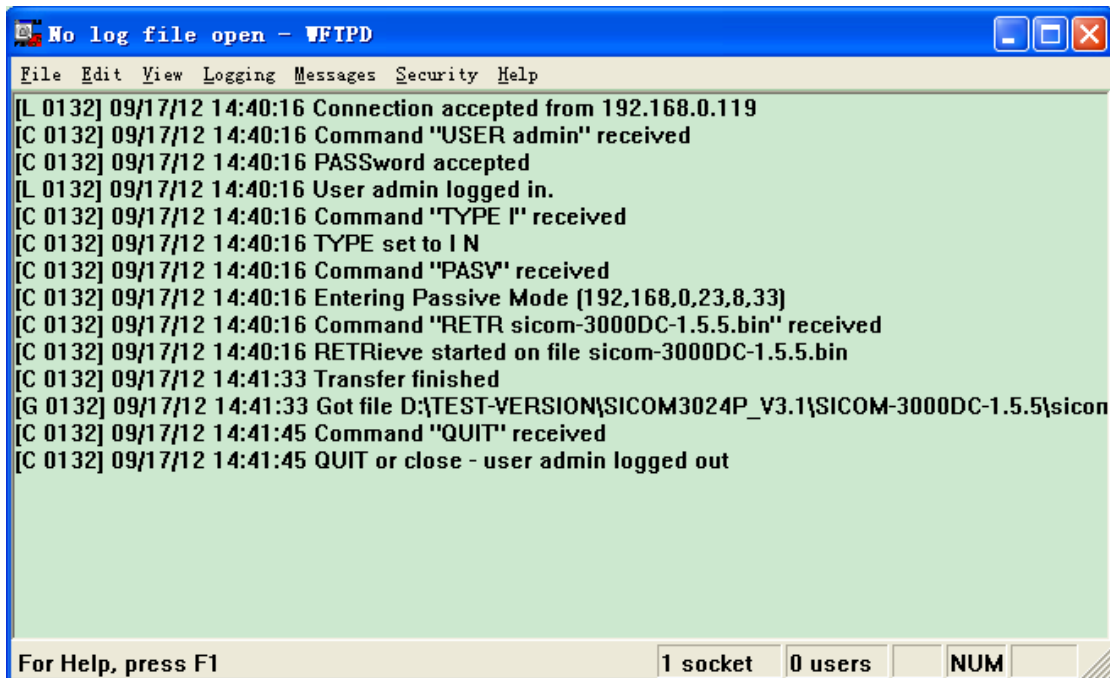 No log file open - WFTPD
File Edit View Logging Messages Security Help
[L 0132] 09/17/12 14:40:16 Connection accepted from 192.168.0.119
[C 0132] 09/17/12 14:40:16 Command "USER admin" received
[C 0132] 09/17/12 14:40:16 PASSword accepted
[L 0132] 09/17/12 14:40:16 User admin logged in.
[C 0132] 09/17/12 14:40:16 Command "TYPE I" received
[C 0132] 09/17/12 14:40:16 TYPE set to I N
[C 0132] 09/17/12 14:40:16 Command "PASV" received
[C 0132] 09/17/12 14:40:16 Entering Passive Mode (192,168,0,23,8,33)
[C 0132] 09/17/12 14:40:16 Command "RETR sicom-3000DC-1.5.5.bin" received
[C 0132] 09/17/12 14:40:16 RETRieve started on file sicom-3000DC-1.5.5.bin
[C 0132] 09/17/12 14:41:33 Transfer finished
[G 0132] 09/17/12 14:41:33 Got file D:\TEST-VERSION\SICOM3024P_V3.1\SICOM-3000DC-1.5.5\sicon
[C 0132] 09/17/12 14:41:45 Command "QUIT" received
[C 0132] 09/17/12 14:41:45 QUIT or close - user admin logged out
For Help, press F1 1 socket 0 users NUM